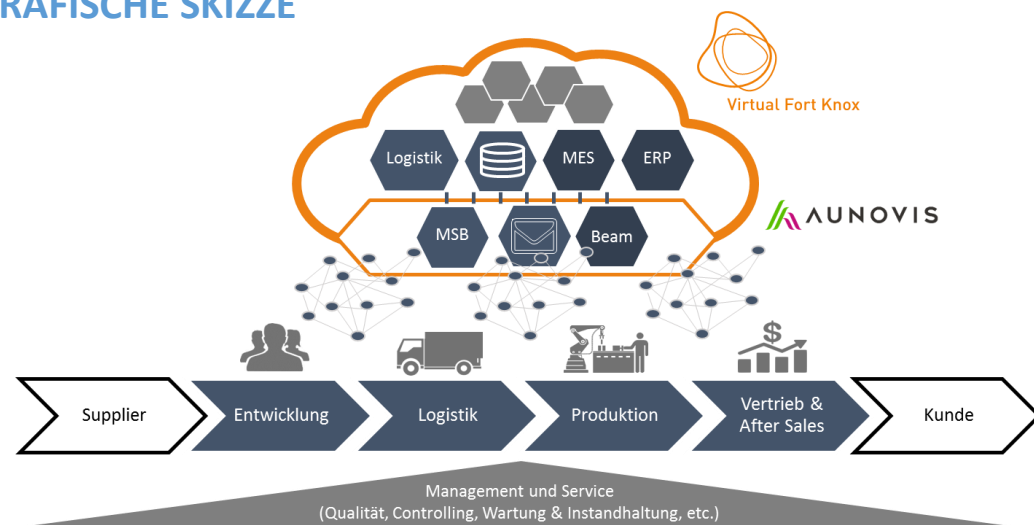 RAFISCHE SKIZZE
Virtual Fort Knox
Logistik
MES
ERP
AUNOVIS
MSB
Beam
$
Supplier
Entwicklung
Logistik
Produktion
Vertrieb &
After Sales
Kunde
Management und Service
(Qualität, Controlling, Wartung & Instandhaltung, etc.)